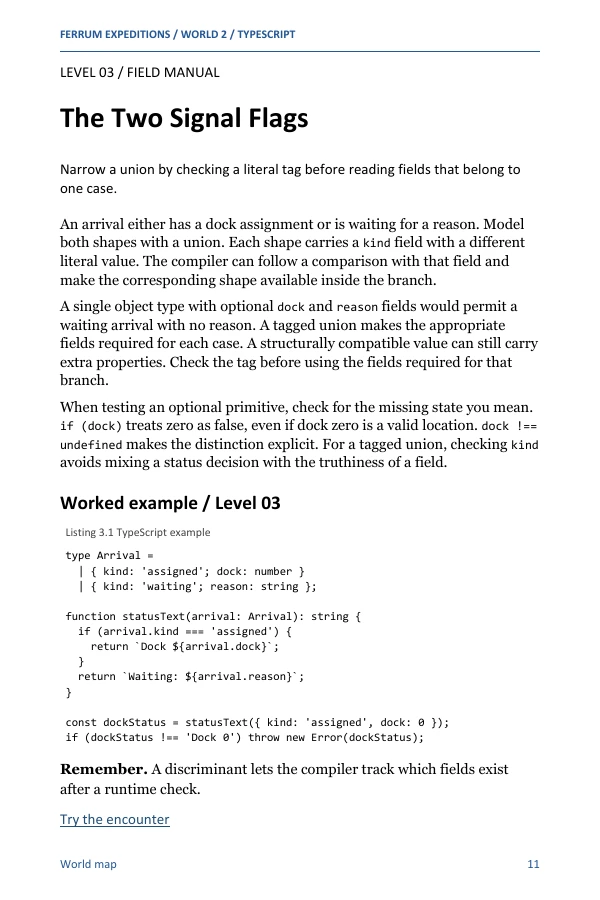 FERRUM EXPEDITIONS / WORLD 2 / TYPESCRIPT
LEVEL 03 / FIELD MANUAL
The Two Signal Flags
Narrow a union by checking a literal tag before reading fields that belong to
one case.
An arrival either has a dock assignment or is waiting for a reason. Model
both shapes with a union. Each shape carries a kind field with a different
literal value. The compiler can follow a comparison with that field and
make the corresponding shape available inside the branch.
A single object type with optional dock and reason fields would permit a
waiting arrival with no reason. A tagged union makes the appropriate
fields required for each case. A structurally compatible value can still carry
extra properties. Check the tag before using the fields required for that
branch.
When testing an optional primitive, check for the missing state you mean.
if (dock) treats zero as false, even if dock zero is a valid location. dock !==
undefined makes the distinction explicit. For a tagged union, checking kind
avoids mixing a status decision with the truthiness of a field.
Worked example / Level 03
Listing 3.1 TypeScript example
type Arrival =
  | { kind: 'assigned'; dock: number }
  | { kind: 'waiting'; reason: string };

function statusText(arrival: Arrival): string {
  if (arrival.kind === 'assigned') {
    return `Dock ${arrival.dock}`;
  }
  return `Waiting: ${arrival.reason}`;
}

const dockStatus = statusText({ kind: 'assigned', dock: 0 });
if (dockStatus !== 'Dock 0') throw new Error(dockStatus);
Remember. A discriminant lets the compiler track which fields exist
after a runtime check.
Try the encounter
World map
11